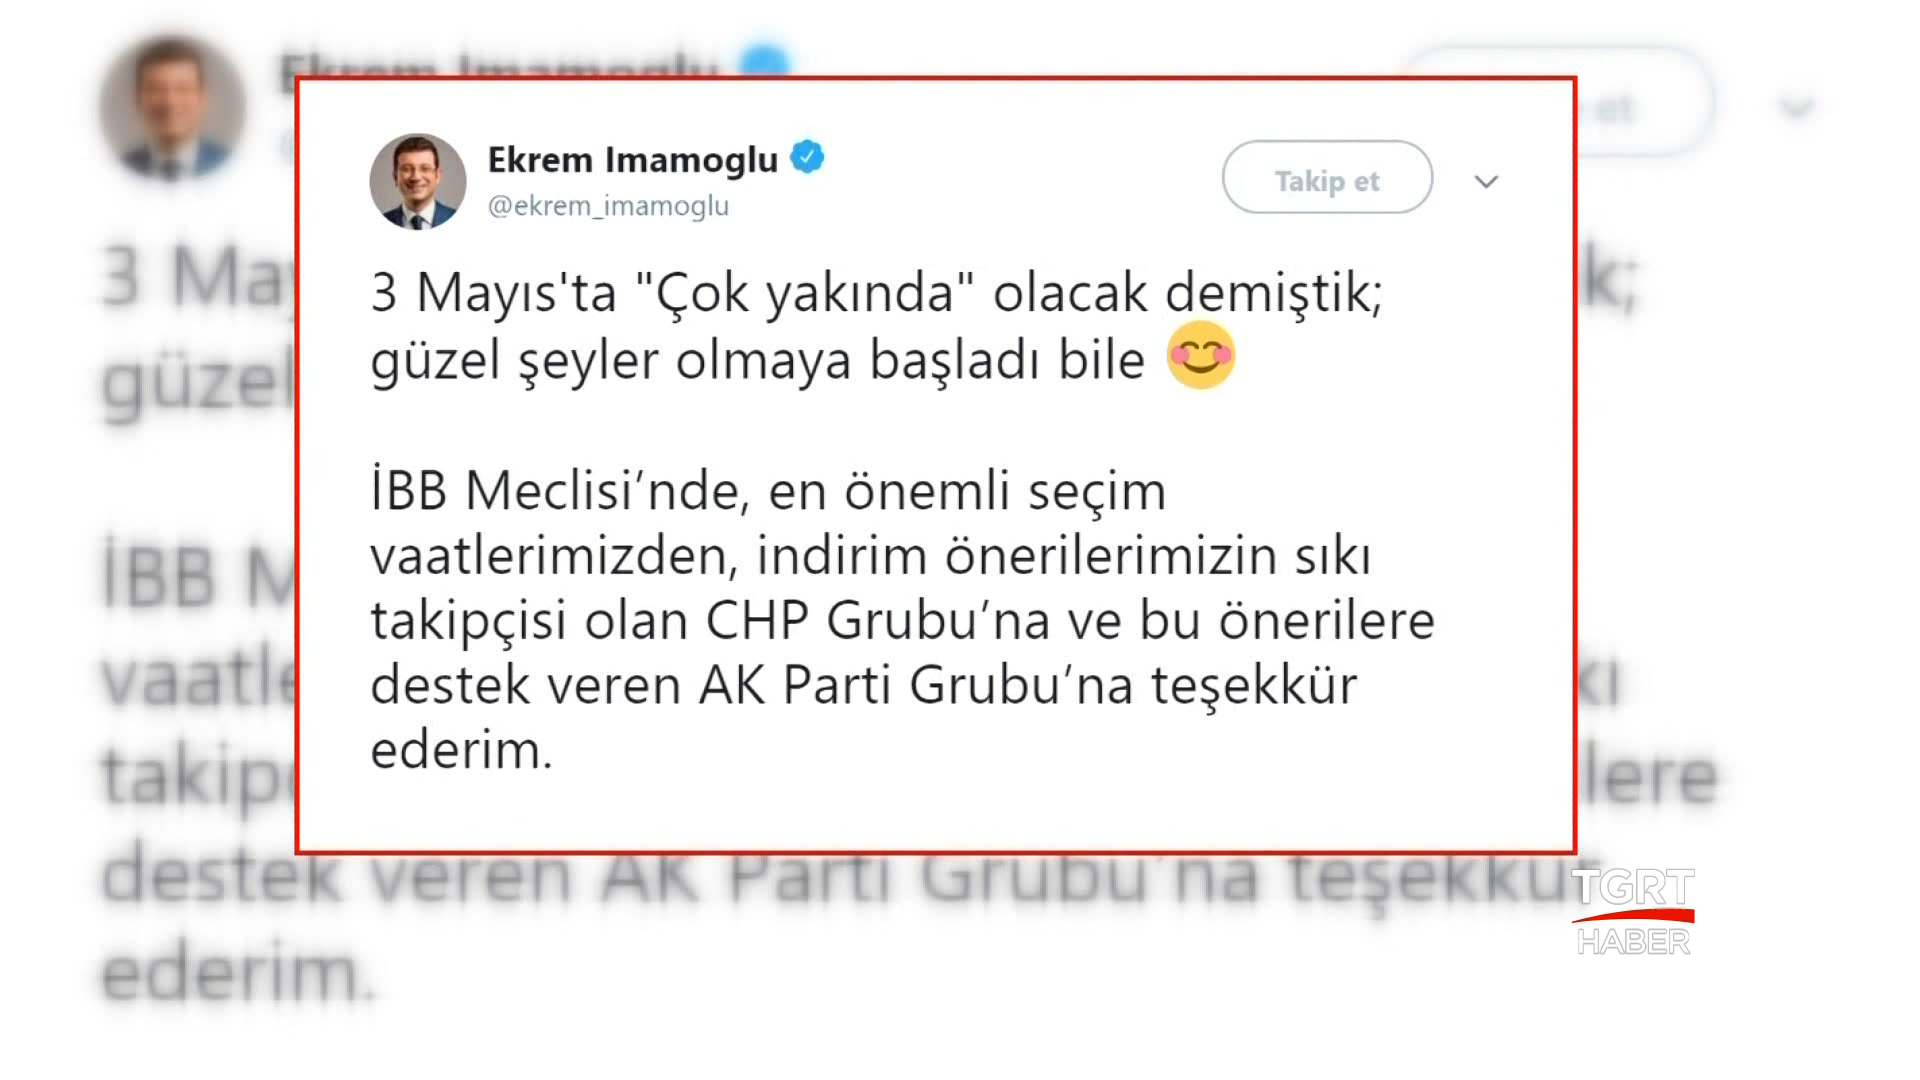 Ekrem Imamoglu
@ekrem_imamoglu
Takip et
3 Mayıs'ta "Çok yakında" olacak demiştik;
güzel şeyler olmaya başladı bile
İBB Meclisi’nde, en önemli seçim
vaatlerimizden, indirim önerilerimizin sıkı
takipçisi olan CHP Grubu’na ve bu önerilere
destek veren AK Parti Grubu’na teşekkür
ederim.
TGRT
HABER